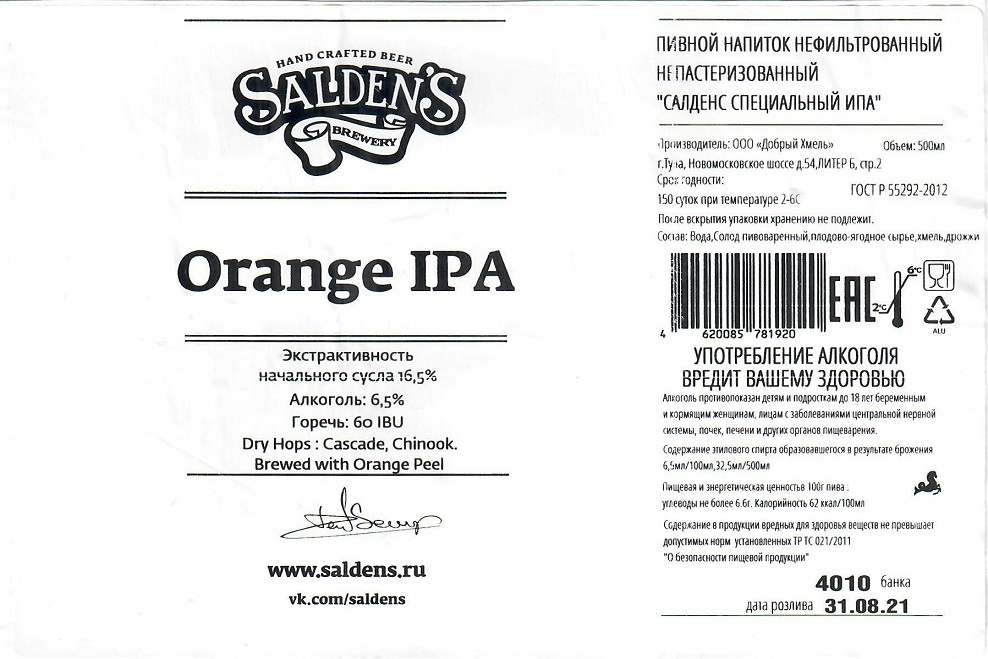 HAND CRAFTED BEER
SALDEN'S
BREWERY
Orange IPA
Экстрактивность
начального сусла 16,5%
Алкоголь: 6,5%
Горечь: 60 IBU
Dry Hops : Cascade, Chinook.
Brewed with Orange Peel
www.saldens.ru
vk.com/saldens
ПИВНОЙ НАПИТОК НЕФИЛЬТРОВАННЫЙ
НЕПАСТЕРИЗОВАННЫЙ
"САЛДЕНС СПЕЦИАЛЬНЫЙ ИПА"
Производитель: ООО «Добрый Хмель» Объем: 500мл
г.Тула, Новомосковское шоссе д.54,ЛИТЕР Б, стр.2
Срок годности:
150 суток при температуре 2-6С ГОСТ Р 55292-2012
После вскрытия упаковки хранению не подлежит.
Состав: Вода,Солод пивоваренный,плодово-ягодное сырье,хмель,дрожжи
4 620085 781920
EAC
6°C
2°C
ALU
УПОТРЕБЛЕНИЕ АЛКОГОЛЯ
ВРЕДИТ ВАШЕМУ ЗДОРОВЬЮ
Алкоголь противопоказан детям и подросткам до 18 лет беременным
и кормящим женщинам, лицам с заболеваниями центральной нервной
системы, почек, печени и других органов пищеварения.
Содержание этилового спирта образовавшегося в результате брожения
6,5мл/100мл,32,5мл/500мл
Пищевая и энергетическая ценность 100г пива :
углеводы не более 6.6г. Калорийность 62 ккал/100мл
Содержание в продукции вредных для здоровья веществ не превышает
допустимых норм установленных ТР ТС 021/2011
"О безопасности пищевой продукции"
4010 банка
дата розлива 31.08.21